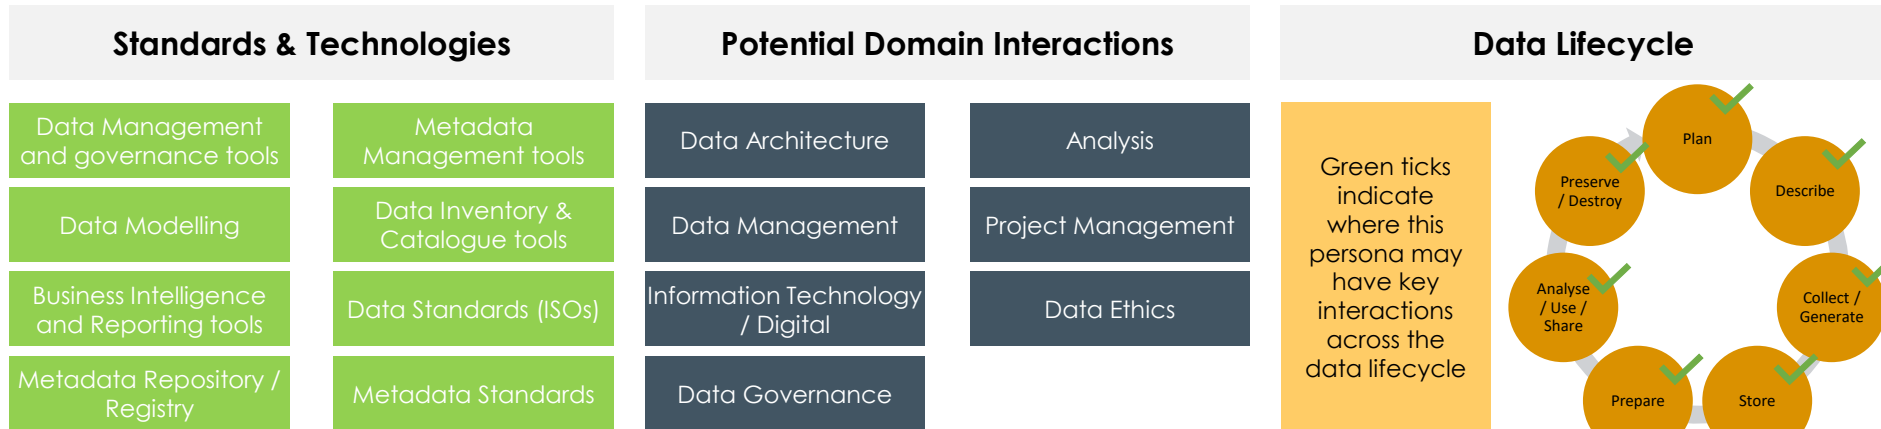 Standards & Technologies
Data Management
and governance tools
Metadata
Management tools
Data Modelling
Data Inventory &
Catalogue tools
Business Intelligence
and Reporting tools
Data Standards (ISOs)
Metadata Repository /
Registry
Metadata Standards
Potential Domain Interactions
Data Architecture
Analysis
Data Management
Project Management
Information Technology
/ Digital
Data Ethics
Data Governance
Data Lifecycle
Green ticks
indicate
where this
persona may
have key
interactions
across the
data lifecycle
Plan
Describe
Collect /
Generate
Store
Prepare
Analyse
/ Use /
Share
Preserve
/ Destroy